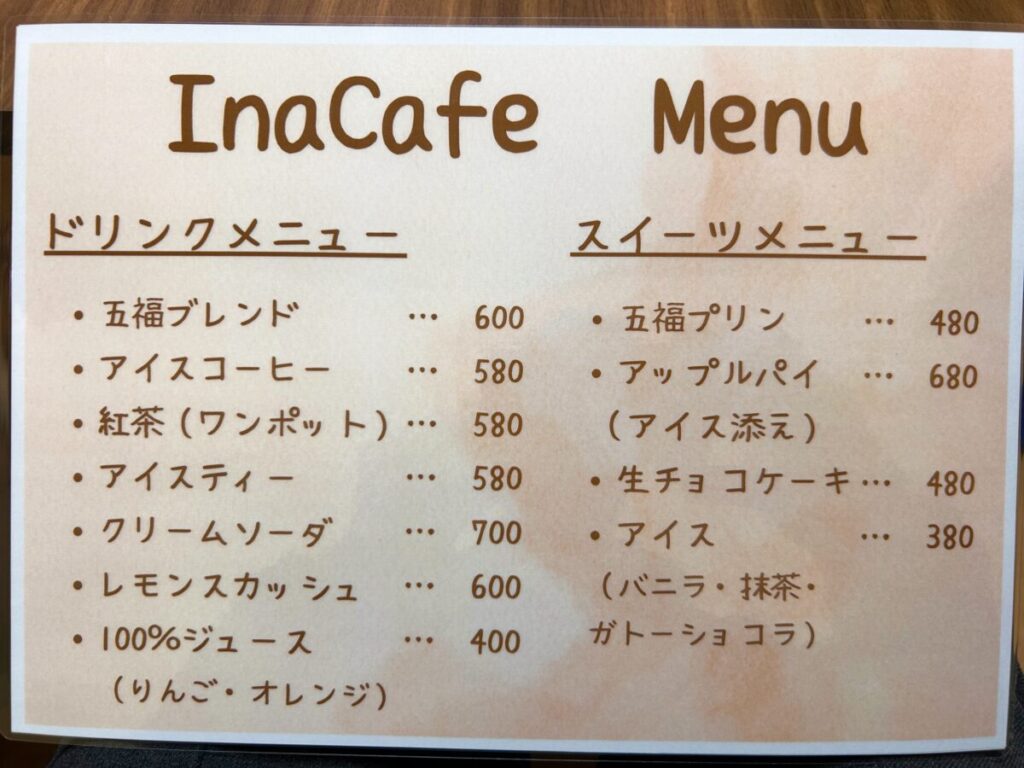 InaCafe Menu
ドリンクメニュー
・五福ブレンド … 600
・アイスコーヒー … 580
・紅茶（ワンポット）… 580
・アイスティー … 580
・クリームソーダ … 700
・レモンスカッシュ … 600
・100%ジュース … 400
（りんご・オレンジ）
スイーツメニュー
・五福プリン … 480
・アップルパイ … 680
（アイス添え）
・生チョコケーキ… 480
・アイス … 380
（バニラ・抹茶・
ガトーショコラ）